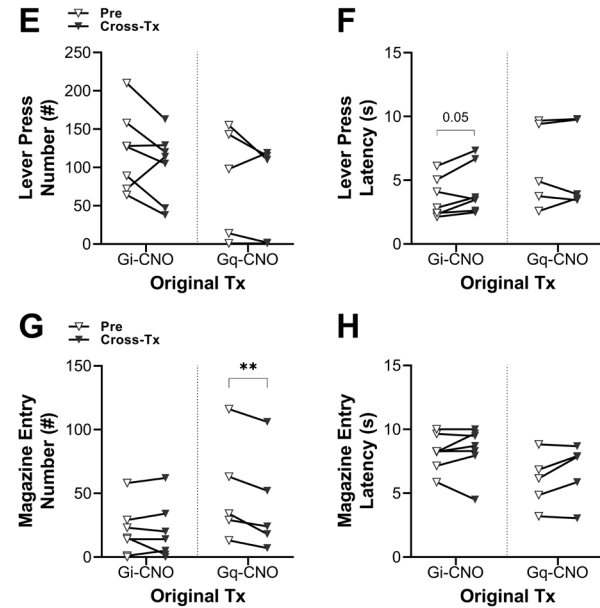 E
Pre
Cross-Tx
Lever Press
Number (#)
250
200
150
100
50
0
Gi-CNO
Gq-CNO
Original Tx
F
Lever Press
Latency (s)
15
10
5
0
0.05
Gi-CNO
Gq-CNO
Original Tx
G
Pre
Cross-Tx
Magazine Entry
Number (#)
150
100
50
0
**
Gi-CNO
Gq-CNO
Original Tx
H
Magazine Entry
Latency (s)
15
10
5
0
Gi-CNO
Gq-CNO
Original Tx